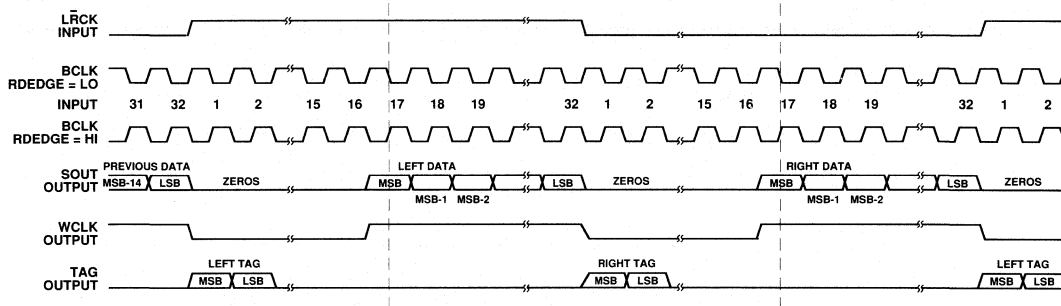 LRCK
INPUT
BCLK
RDEDGE = LO
INPUT 31 32 1 2 15 16 17 18 19 32 1 2 15 16 17 18 19 32 1 2
BCLK
RDEDGE = HI
PREVIOUS DATA LEFT DATA RIGHT DATA
SOUT
OUTPUT
MSB-14 LSB ZEROS MSB LSB ZEROS MSB LSB ZEROS
MSB-1 MSB-2 MSB-1 MSB-2
WCLK
OUTPUT
LEFT TAG RIGHT TAG LEFT TAG
TAG
OUTPUT
MSB LSB MSB LSB MSB LSB